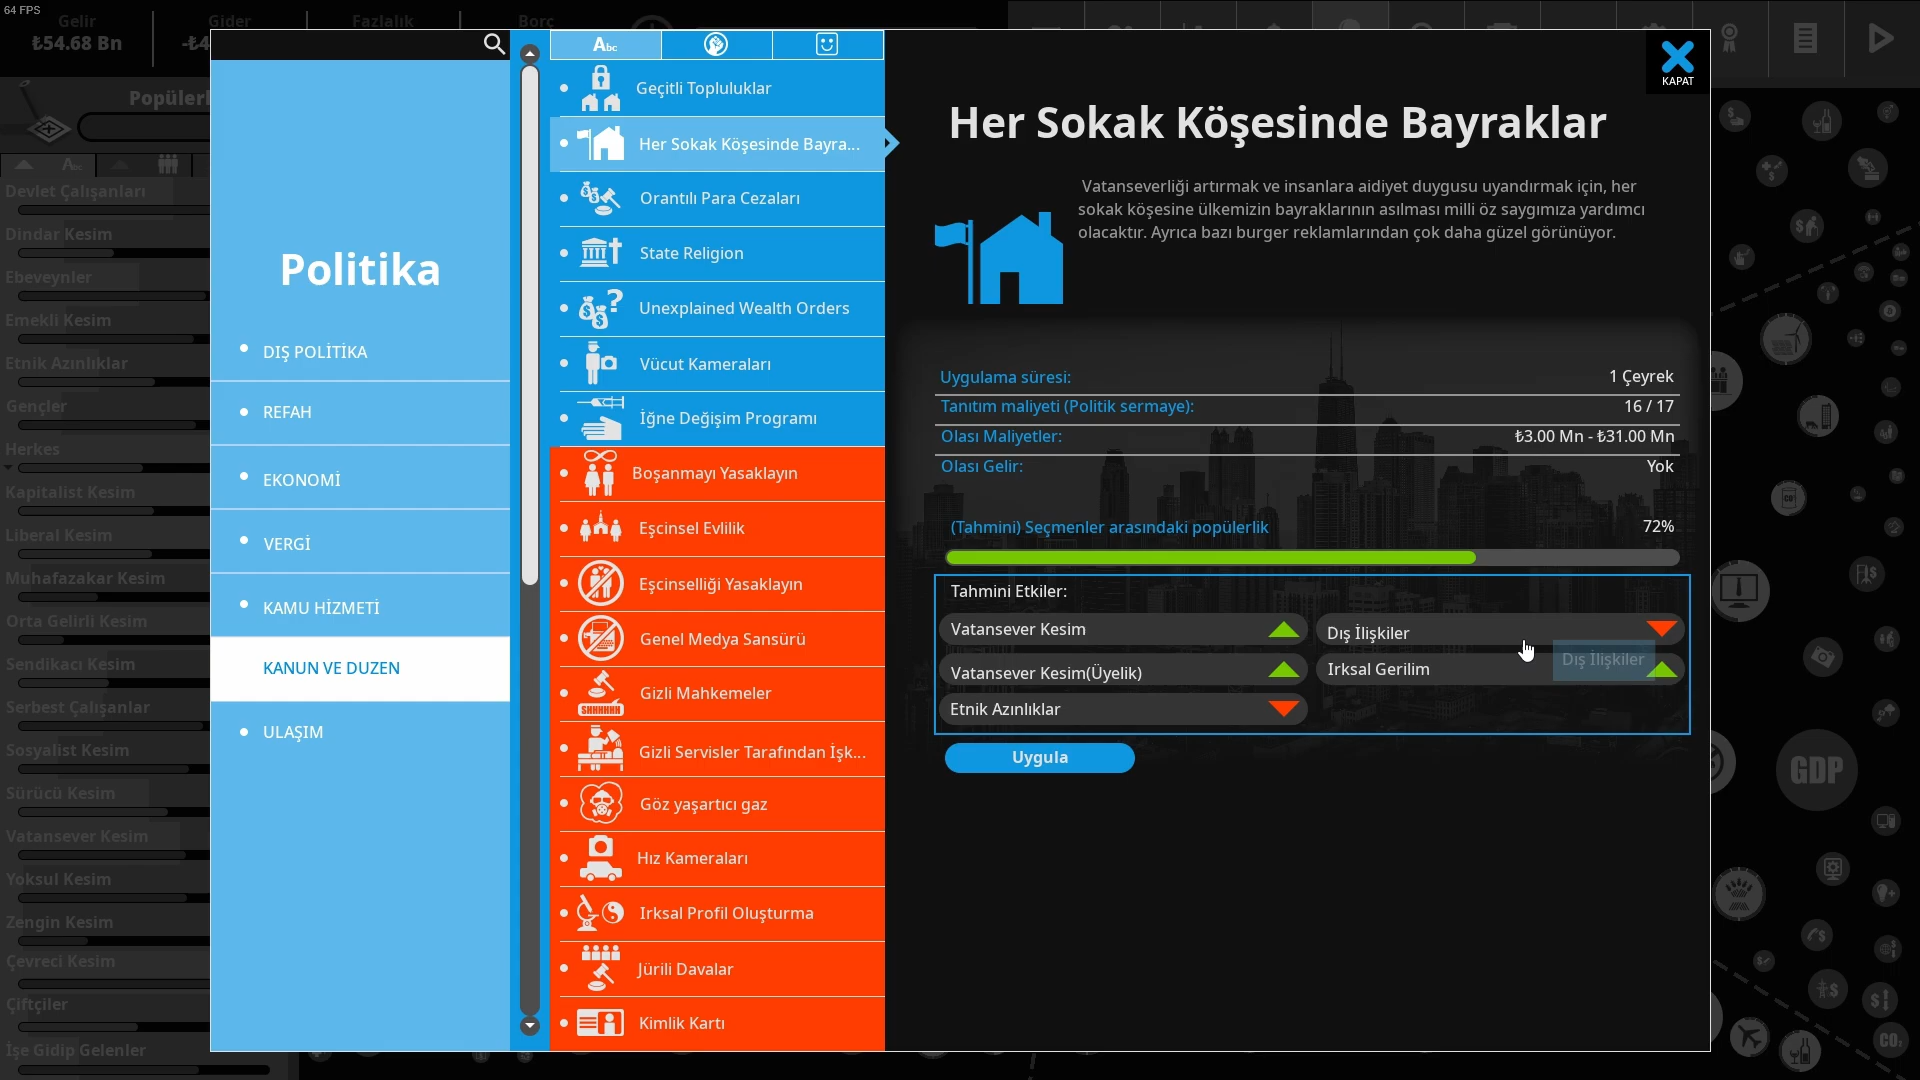 64 FPS
Gelir
Gider
Fazlalık
Borç
₺54.68 Bn
-₺4
Popülerl
Abc
Devlet Çalışanları
Dindar Kesim
Ebeveynler
Emekli Kesim
Etnik Azınlıklar
Gençler
Herkes
Kapitalist Kesim
Liberal Kesim
Muhafazakar Kesim
Orta Gelirli Kesim
Sendikacı Kesim
Serbest Çalışanlar
Sosyalist Kesim
Sürücü Kesim
Vatansever Kesim
Yoksul Kesim
Zengin Kesim
Çevreci Kesim
Çiftçiler
İşe Gidip Gelenler
Politika
DIŞ POLİTİKA
REFAH
EKONOMİ
VERGİ
KAMU HİZMETİ
KANUN VE DUZEN
ULAŞIM
Abc
Geçitli Topluluklar
Her Sokak Köşesinde Bayra...
Orantılı Para Cezaları
State Religion
Unexplained Wealth Orders
Vücut Kameraları
İğne Değişim Programı
Boşanmayı Yasaklayın
Eşcinsel Evlilik
Eşcinselliği Yasaklayın
Genel Medya Sansürü
Gizli Mahkemeler
SHHHHHH
Gizli Servisler Tarafından İşk...
Göz yaşartıcı gaz
Hız Kameraları
Irksal Profil Oluşturma
Jürili Davalar
Kimlik Kartı
KAPAT
Her Sokak Köşesinde Bayraklar
Vatanseverliği artırmak ve insanlara aidiyet duygusu uyandırmak için, her
sokak köşesine ülkemizin bayraklarının asılması milli öz saygımıza yardımcı
olacaktır. Ayrıca bazı burger reklamlarından çok daha güzel görünüyor.
Uygulama süresi:
1 Çeyrek
Tanıtım maliyeti (Politik sermaye):
16 / 17
Olası Maliyetler:
₺3.00 Mn - ₺31.00 Mn
Olası Gelir:
Yok
(Tahmini) Seçmenler arasındaki popülerlik
72%
Tahmini Etkiler:
Vatansever Kesim
Dış İlişkiler
Dış İlişkiler
Vatansever Kesim(Üyelik)
Irksal Gerilim
Etnik Azınlıklar
Uygula
GDP
CO₂